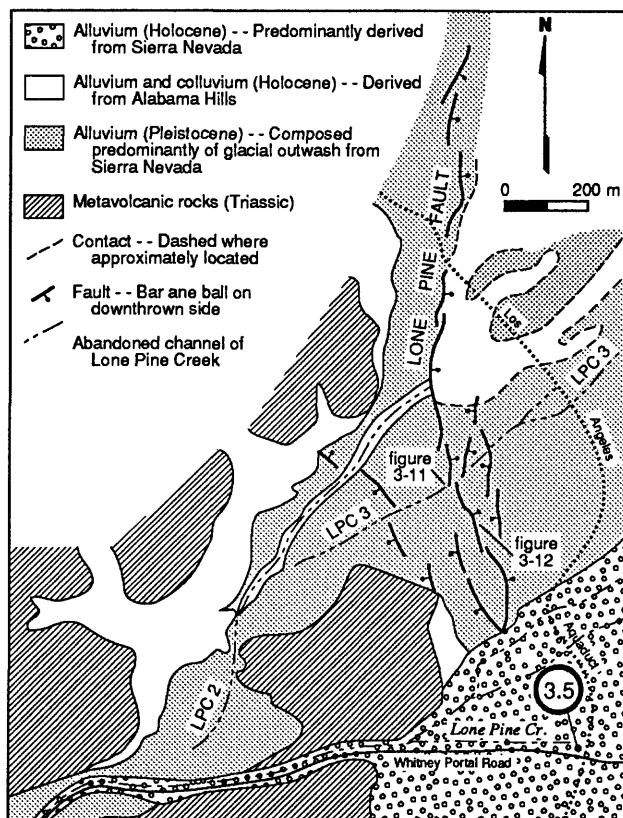 Alluvium (Holocene) -- Predominantly derived
from Sierra Nevada
Alluvium and colluvium (Holocene) -- Derived
from Alabama Hills
Alluvium (Pleistocene) -- Composed
predominantly of glacial outwash from
Sierra Nevada
Metavolcanic rocks (Triassic)
Contact -- Dashed where
approximately located
Fault -- Bar ane ball on
downthrown side
Abandoned channel of
Lone Pine Creek
N
0 200 m
LONE PINE FAULT
Los Angeles Aquaduct
LPC 3
figure
3-11
LPC 3
figure
3-12
LPC 2
3.5
Lone Pine Cr.
Whitney Portal Road